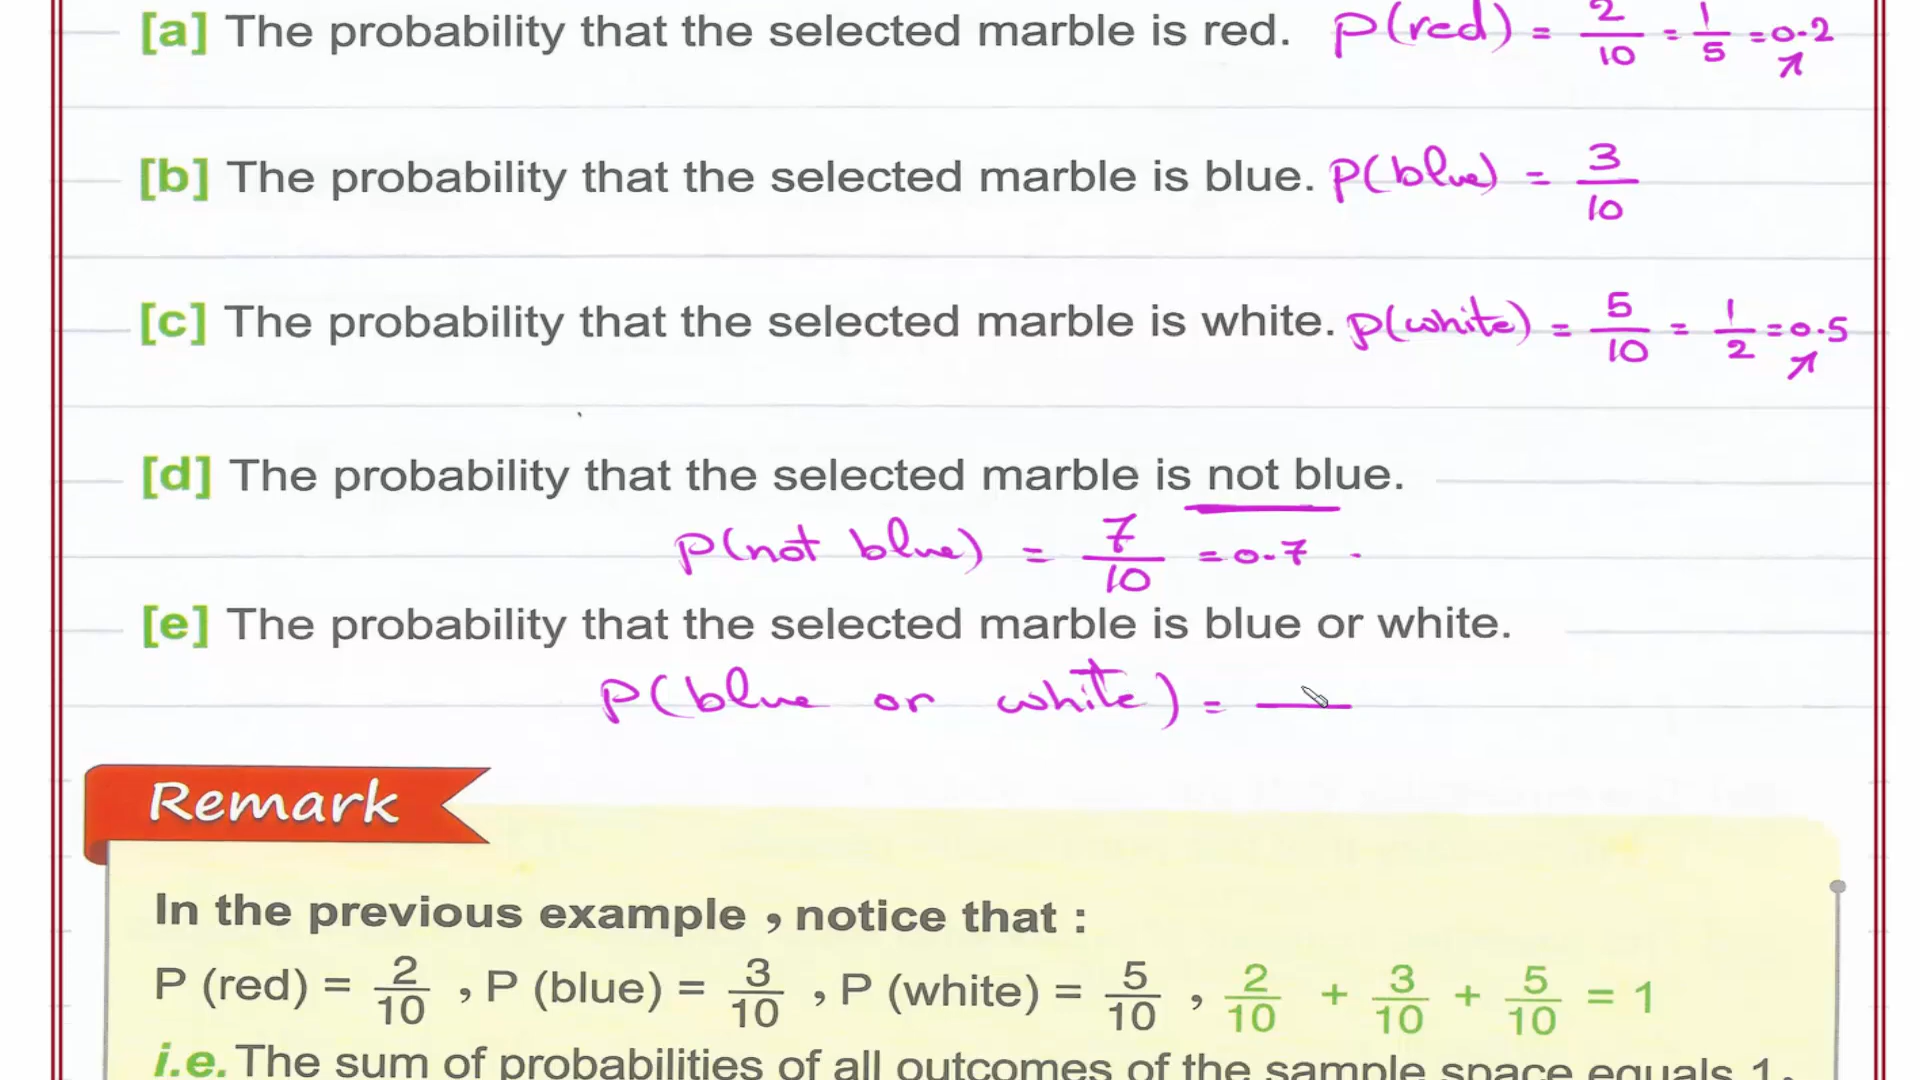 [a] The probability that the selected marble is red. P(red) = 2/10 = 1/5 = 0.2
[b] The probability that the selected marble is blue. P(blue) = 3/10
[c] The probability that the selected marble is white. P(white) = 5/10 = 1/2 = 0.5
[d] The probability that the selected marble is not blue.
P(not blue) = 7/10 = 0.7
[e] The probability that the selected marble is blue or white.
P(blue or white) =
Remark
In the previous example , notice that :
P (red) = 2/10 , P (blue) = 3/10 , P (white) = 5/10 , 2/10 + 3/10 + 5/10 = 1
i.e. The sum of probabilities of all outcomes of the sample space equals 1 ,